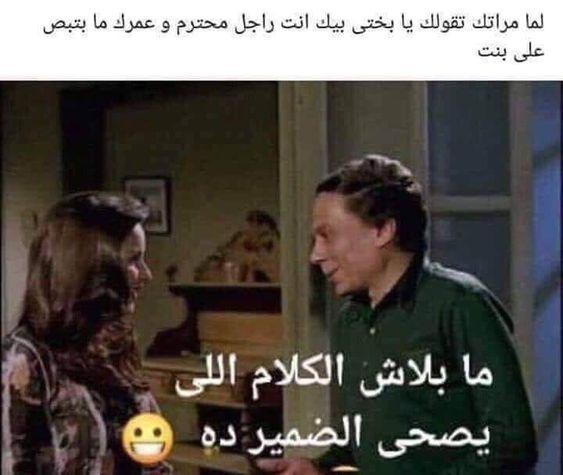 لما مراتك تقولك يا بختى بيك انت راجل محترم و عمرك ما بتبص
على بنت
ما بلاش الكلام اللى
يصحى الضمير ده 😀